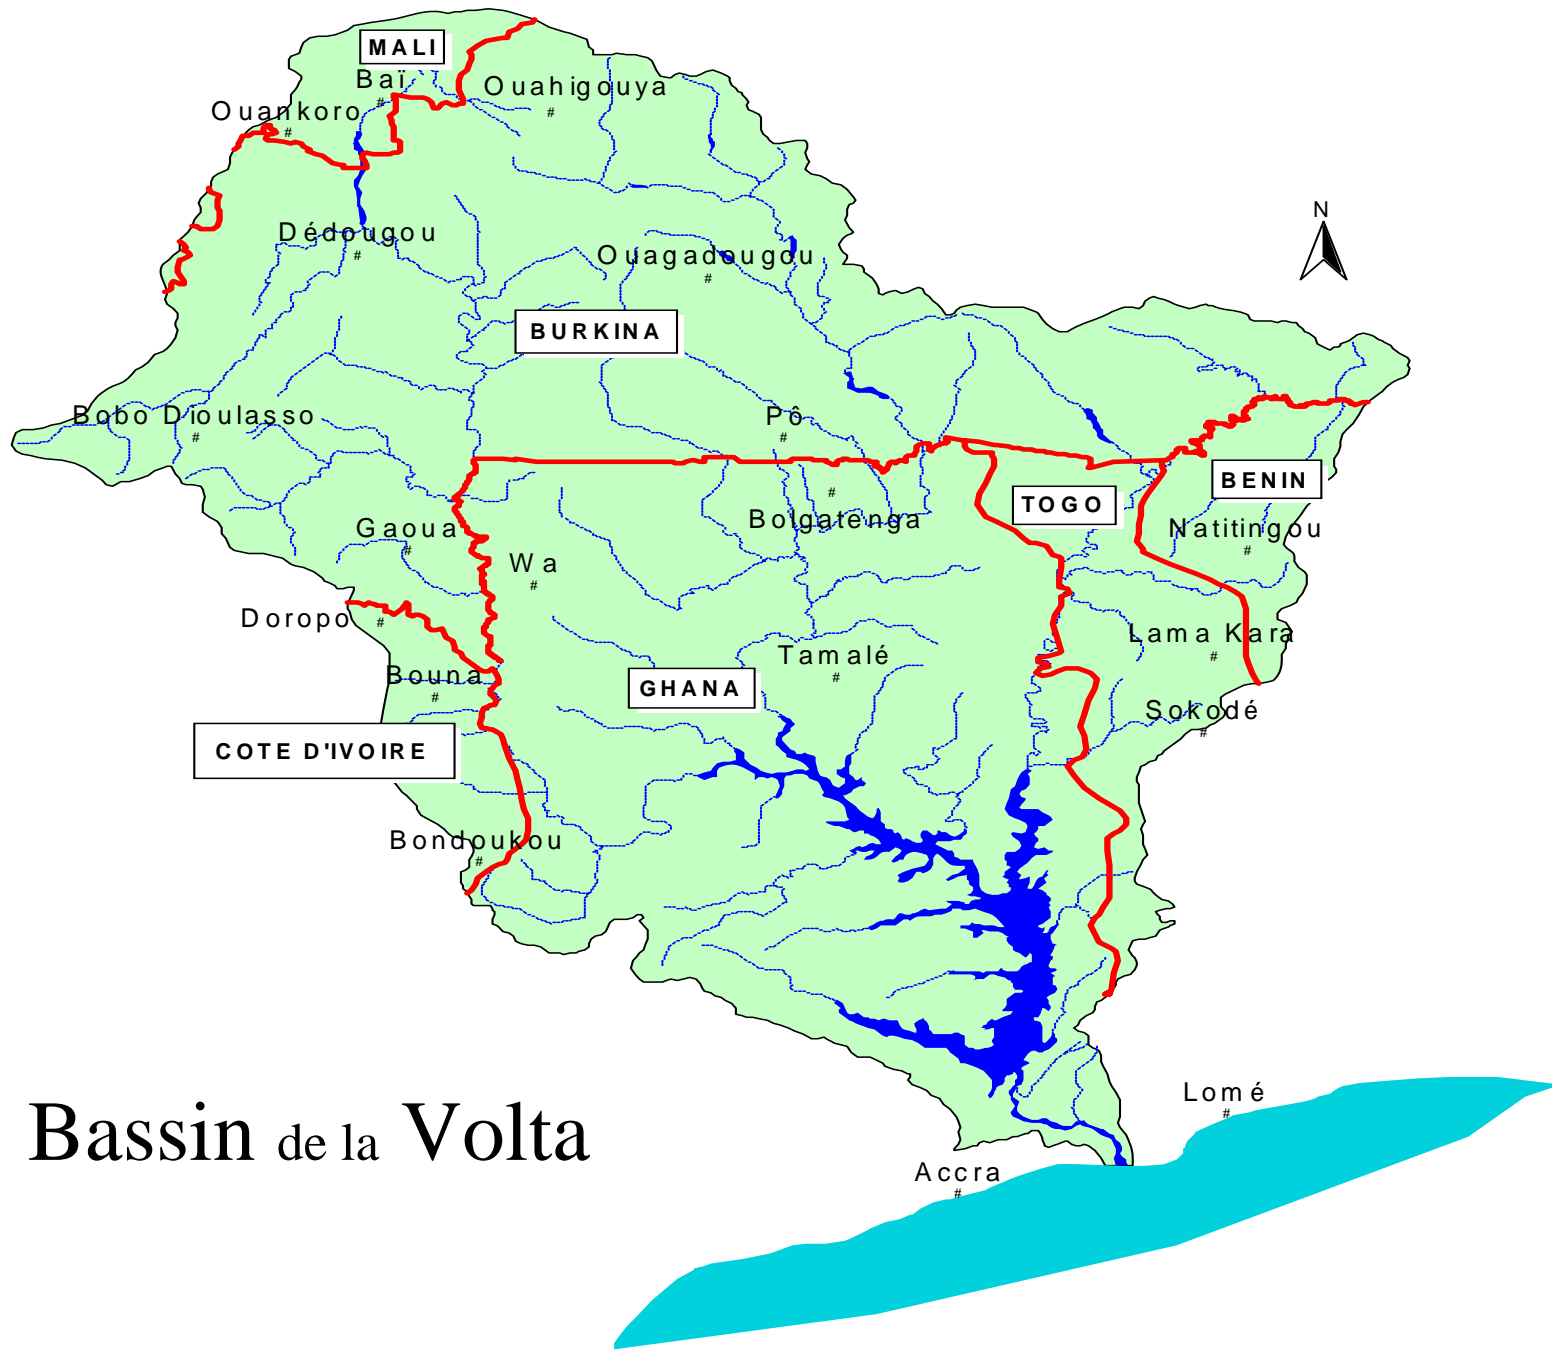 MALI
Baï
Ouahigouya
#
#
Ouankoro
#
N
Dédougou
#
Ouagadougou
#
BURKINA
Bobo Dioulasso
#
Pô
#
BENIN
TOGO
#
Bolgatenga
Gaoua
#
Natitingou
#
Wa
#
Doropo
#
Lama Kara
#
Tamalé
#
Bouna
#
GHANA
Sokodé
#
COTE D'IVOIRE
Bondoukou
#
Lomé
#
Bassin de la Volta
Accra
#